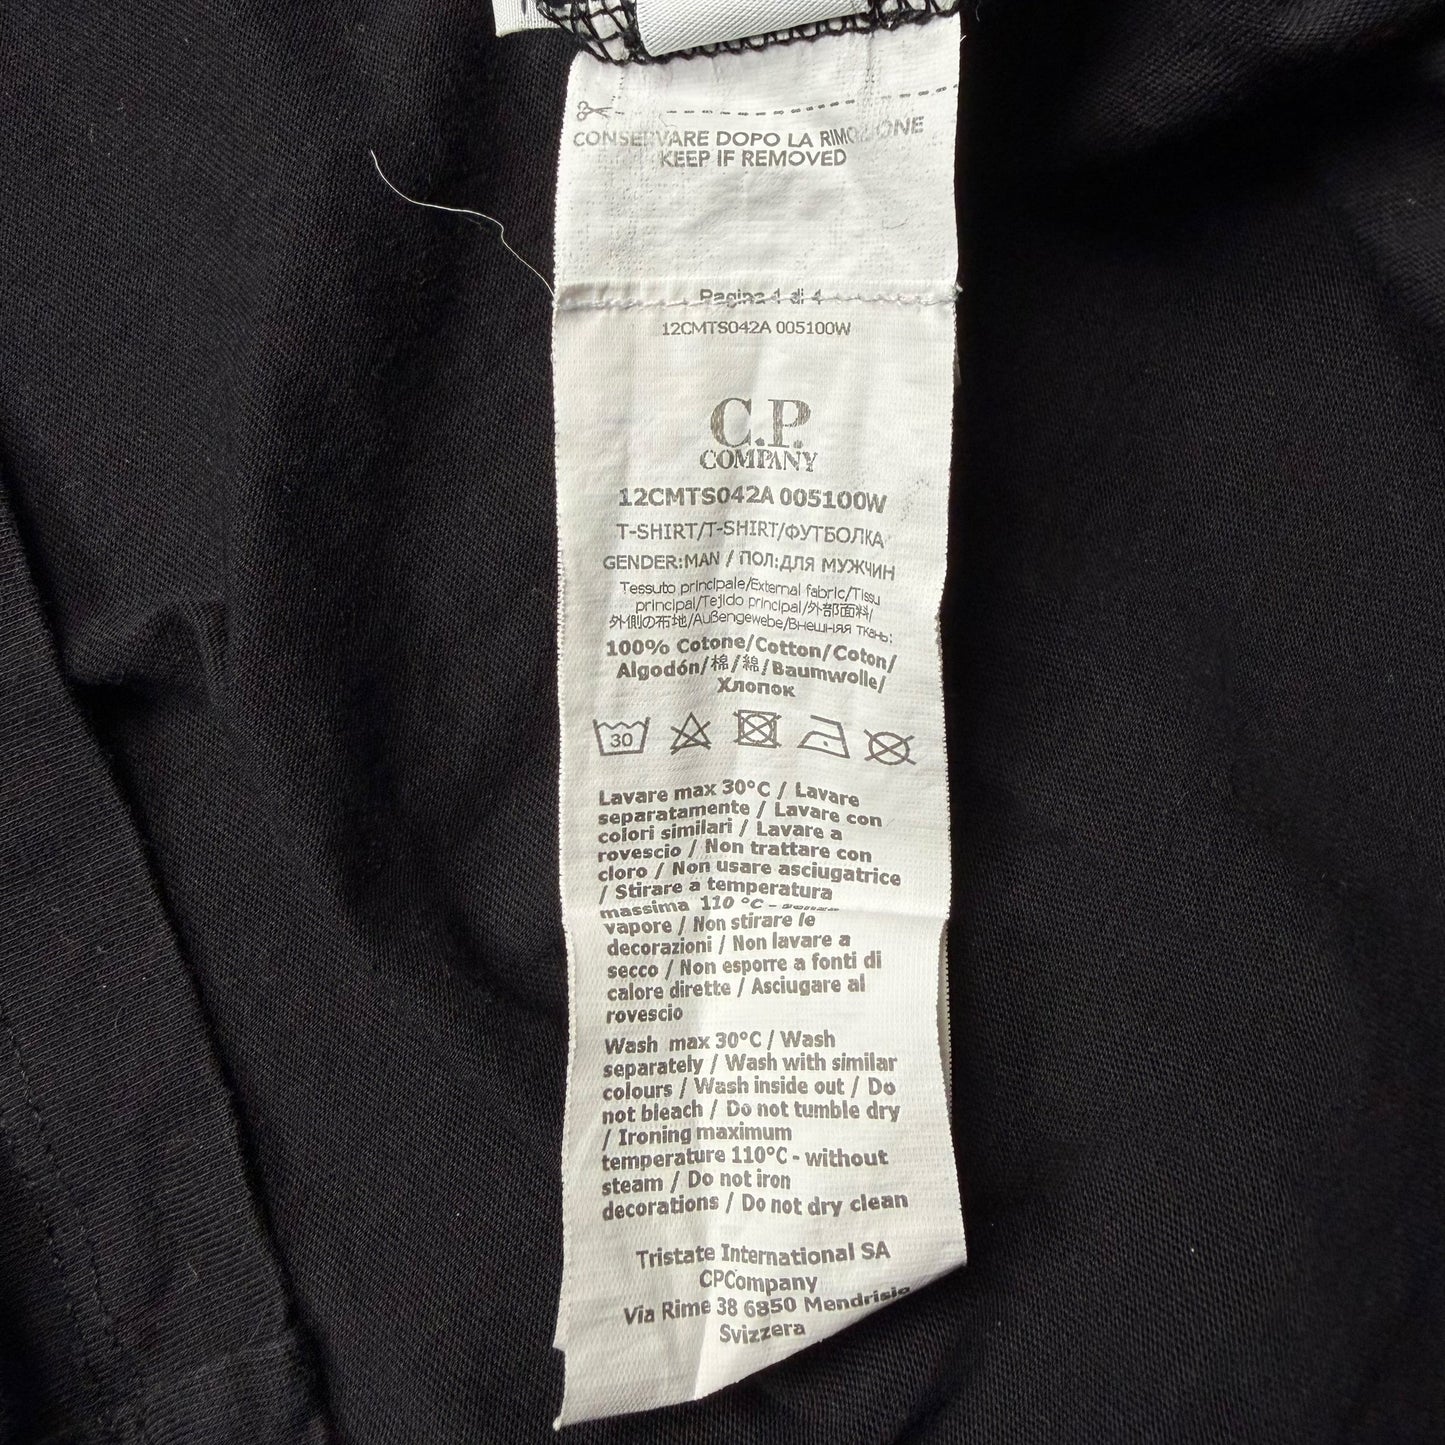 CONSERVARE DOPO LA RIMOZIONE
KEEP IF REMOVED
Pagina 1 di 4
12CMTS042A 005100W
C.P.
COMPANY
12CMTS042A 005100W
T-SHIRT/T-SHIRT/ФУТБОЛКА
GENDER:MAN / ПОЛ:ДЛЯ МУЖЧИН
Tessuto principale/External fabric/Tissu
principal/Tejido principal/外部面料/
外側の布地/Außengewebe/Внешняя ткань:
100% Cotone/Cotton/Coton/
Algodón/棉/綿/Baumwolle/
Хлопок
30
Lavare max 30°C / Lavare
separatamente / Lavare con
colori similari / Lavare a
rovescio / Non trattare con
cloro / Non usare asciugatrice
/ Stirare a temperatura
massima 110 °C -
vapore / Non stirare le
decorazioni / Non lavare a
secco / Non esporre a fonti di
calore dirette / Asciugare al
rovescio
Wash max 30°C / Wash
separately / Wash with similar
colours / Wash inside out / Do
not bleach / Do not tumble dry
/ Ironing maximum
temperature 110°C - without
steam / Do not iron
decorations / Do not dry clean
Tristate International SA
CPCompany
Via Rime 38 6850 Mendrisio
Svizzera